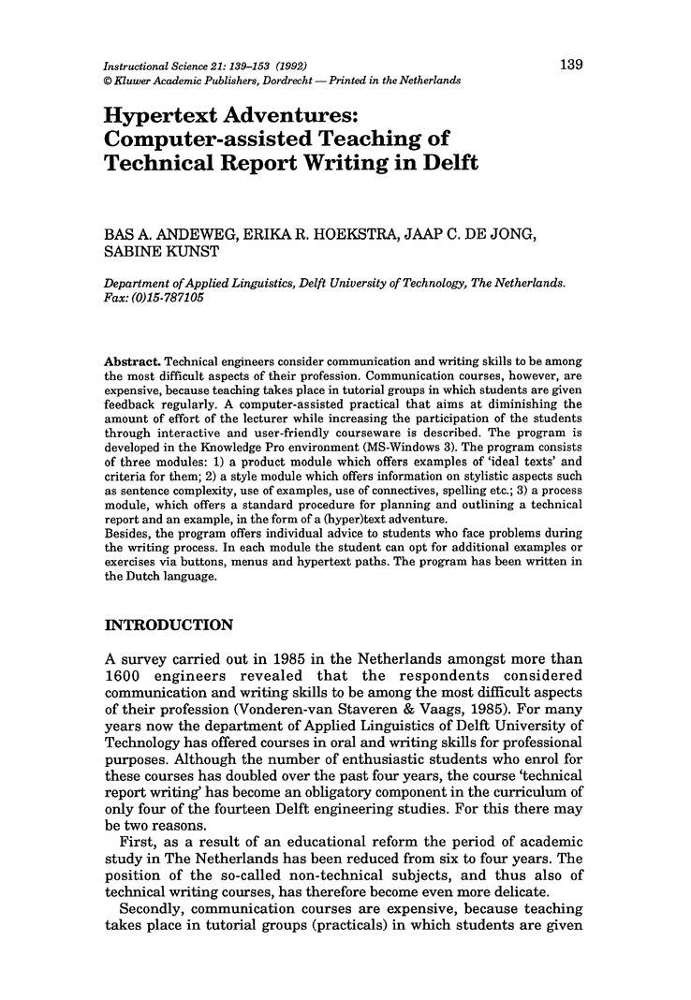 Instructional Science 21: 139–153 (1992)
139
© Kluwer Academic Publishers, Dordrecht — Printed in the Netherlands
Hypertext Adventures:
Computer-assisted Teaching of
Technical Report Writing in Delft
BAS A. ANDEWEG, ERIKA R. HOEKSTRA, JAAP C. DE JONG,
SABINE KUNST
Department of Applied Linguistics, Delft University of Technology, The Netherlands.
Fax: (0)15-787105
Abstract. Technical engineers consider communication and writing skills to be among
the most difficult aspects of their profession. Communication courses, however, are
expensive, because teaching takes place in tutorial groups in which students are given
feedback regularly. A computer-assisted practical that aims at diminishing the
amount of effort of the lecturer while increasing the participation of the students
through interactive and user-friendly courseware is described. The program is
developed in the Knowledge Pro environment (MS-Windows 3). The program consists
of three modules: 1) a product module which offers examples of ‘ideal texts’ and
criteria for them; 2) a style module which offers information on stylistic aspects such
as sentence complexity, use of examples, use of connectives, spelling etc.; 3) a process
module, which offers a standard procedure for planning and outlining a technical
report and an example, in the form of a (hyper)text adventure.
Besides, the program offers individual advice to students who face problems during
the writing process. In each module the student can opt for additional examples or
exercises via buttons, menus and hypertext paths. The program has been written in
the Dutch language.
INTRODUCTION
A survey carried out in 1985 in the Netherlands amongst more than
1600 engineers revealed that the respondents considered
communication and writing skills to be among the most difficult aspects
of their profession (Vonderen-van Staveren & Vaags, 1985). For many
years now the department of Applied Linguistics of Delft University of
Technology has offered courses in oral and writing skills for professional
purposes. Although the number of enthusiastic students who enrol for
these courses has doubled over the past four years, the course ‘technical
report writing’ has become an obligatory component in the curriculum of
only four of the fourteen Delft engineering studies. For this there may
be two reasons.
First, as a result of an educational reform the period of academic
study in The Netherlands has been reduced from six to four years. The
position of the so-called non-technical subjects, and thus also of
technical writing courses, has therefore become even more delicate.
Secondly, communication courses are expensive, because teaching
takes place in tutorial groups (practicals) in which students are given